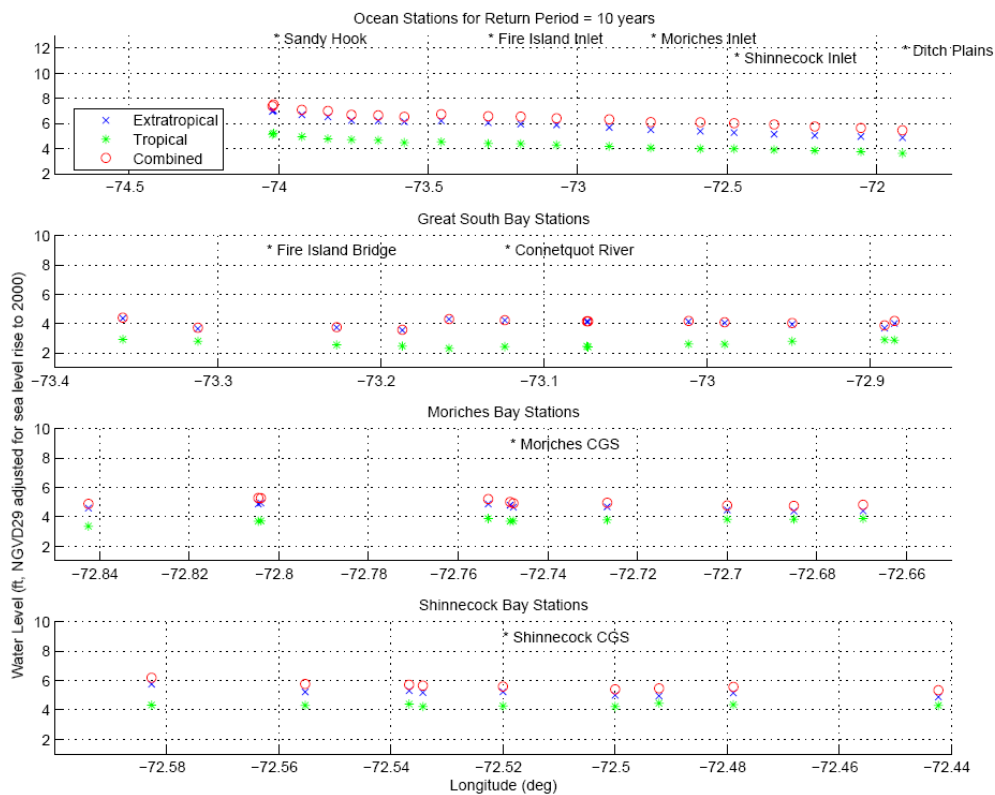 Ocean Stations for Return Period = 10 years
* Sandy Hook
* Fire Island Inlet
* Moriches Inlet
* Shinnecock Inlet
* Ditch Plains
12
10
8
6
4
2
Extratropical
Tropical
Combined
−74.5 −74 −73.5 −73 −72.5 −72
Great South Bay Stations
* Fire Island Bridge
* Connetquot River
10
8
6
4
2
−73.4 −73.3 −73.2 −73.1 −73 −72.9
Moriches Bay Stations
* Moriches CGS
10
8
6
4
2
−72.84 −72.82 −72.8 −72.78 −72.76 −72.74 −72.72 −72.7 −72.68 −72.66
Shinnecock Bay Stations
* Shinnecock CGS
10
8
6
4
2
−72.58 −72.56 −72.54 −72.52 −72.5 −72.48 −72.46 −72.44
Longitude (deg)
Water Level (ft, NGVD29 adjusted for sea level rise to 2000)